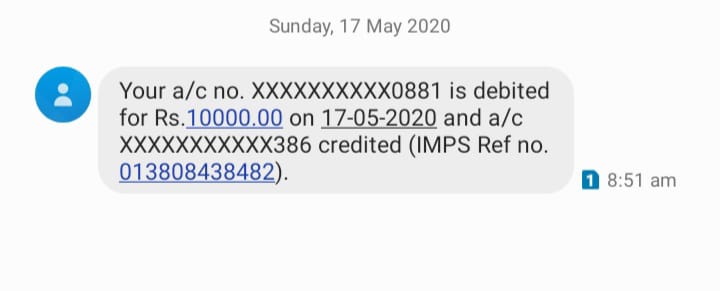 Sunday, 17 May 2020
Your a/c no. XXXXXXXXXX0881 is debited
for Rs.10000.00 on 17-05-2020 and a/c
XXXXXXXXXXX386 credited (IMPS Ref no.
013808438482).
1 8:51 am